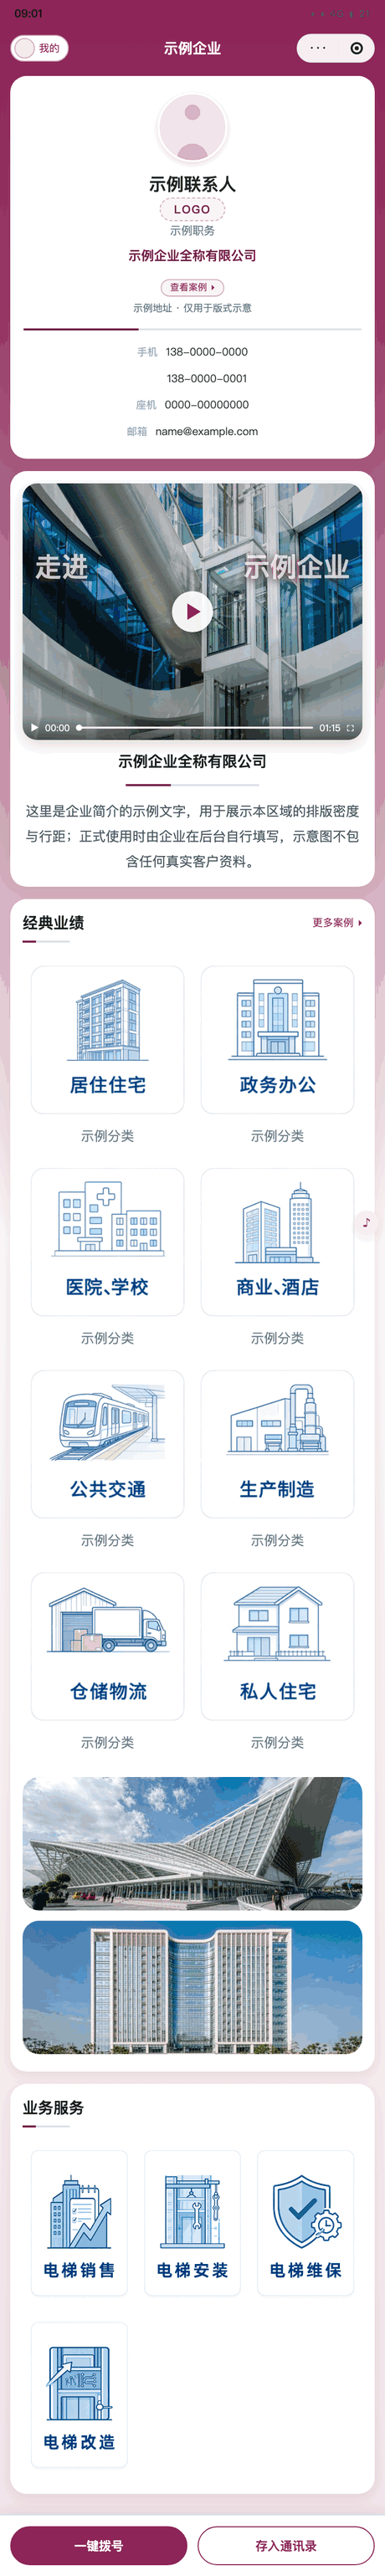 09:01
我的
示例企业
示例联系人
LOGO
示例职务
示例企业全称有限公司
查看案例
示例地址 · 仅用于版式示意
手机 138-0000-0000
138-0000-0001
座机 0000-00000000
邮箱 name@example.com
走进 示例企业
00:00 01:15
示例企业全称有限公司
这里是企业简介的示例文字，用于展示本区域的排版密度
与行距；正式使用时由企业在后台自行填写，示意图不包
含任何真实客户资料。
经典业绩 更多案例
居住住宅 政务办公
示例分类 示例分类
医院、学校 商业、酒店
示例分类 示例分类
公共交通 生产制造
示例分类 示例分类
仓储物流 私人住宅
示例分类 示例分类
业务服务
电梯销售 电梯安装 电梯维保
电梯改造
一键拨号 存入通讯录